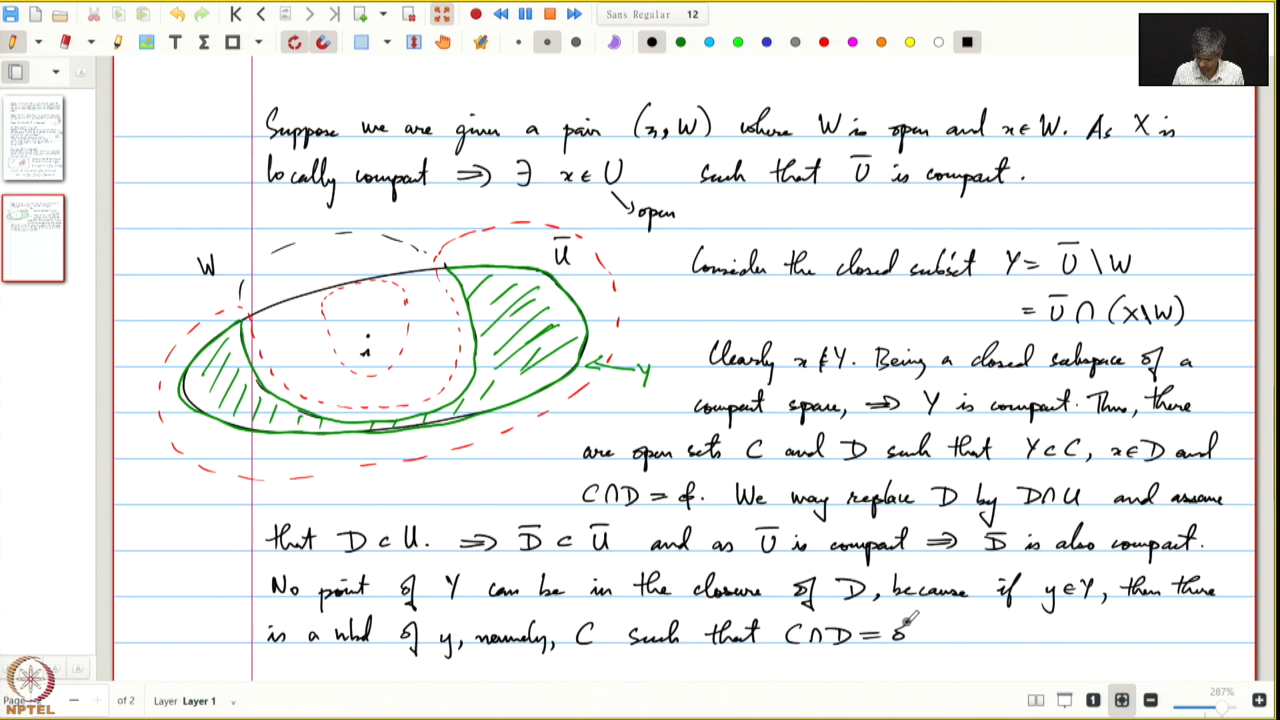 Sans Regular 12
Suppose we are given a pair (x, W) where W is open and x ∈ W. As X is
locally compact ⟹ ∃ x ∈ U such that Ū is compact.
open
W
Ū
x
Y
Consider the closed subset Y = Ū \ W
= Ū ∩ (X\W)
Clearly x ∉ Y. Being a closed subspace of a
compact space, ⟹ Y is compact. Thus, there
are open sets C and D such that Y ⊂ C, x ∈ D and
C ∩ D = ϕ. We may replace D by D ∩ U and assume
that D ⊂ U. ⟹ D̄ ⊂ Ū and as Ū is compact ⟹ D̄ is also compact.
No point of Y can be in the closure of D, because if y ∈ Y, then there
is a nbd of y, namely, C such that C ∩ D =
NPTEL
Page
of 2
Layer Layer 1
1
287%